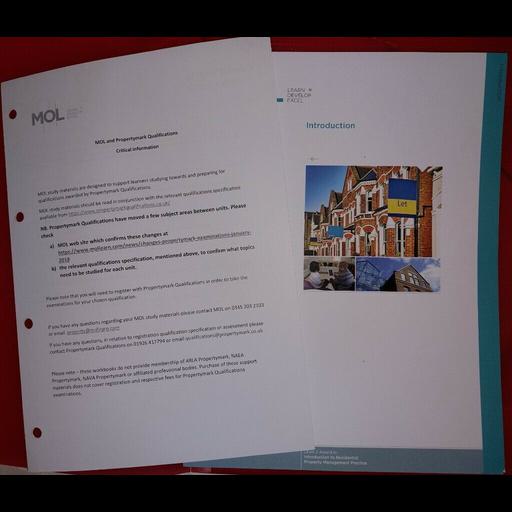 MOL
MOL and Propertymark Qualifications
Critical information
MOL study materials are designed to support learners studying towards and preparing for
qualifications awarded by Propertymark Qualifications.
MOL study materials should be read in conjunction with the relevant qualifications specification
available from https://www.propertymarkqualifications.co.uk/
NB. Propertymark Qualifications have moved a few subject areas between units. Please
check
a) MOL web site which confirms these changes at
https://www.mollearn.com/news/changes-propertymark-examinations-january-
2018
b) the relevant qualifications specification, mentioned above, to confirm what topics
need to be studied for each unit.
Please note that you will need to register with Propertymark Qualifications in order to take the
examinations for your chosen qualification.
If you have any questions regarding your MOL study materials please contact MOL on 0345 203 2103
or email
If you have any questions, in relation to registration qualification specification or assessment please
contact Propertymark Qualifications on 01926 417794 or email qualifications@propertymark.co.uk
Please note – these workbooks do not provide membership of ARLA Propertymark, NAEA
Propertymark, NAVA Propertymark or affiliated professional bodies. Purchase of these support
materials does not cover registration and respective fees for Propertymark Qualifications
examinations.
LEARN
DEVELOP
EXCEL
Introduction
Let
Introduction to Residential
Property Management Practice